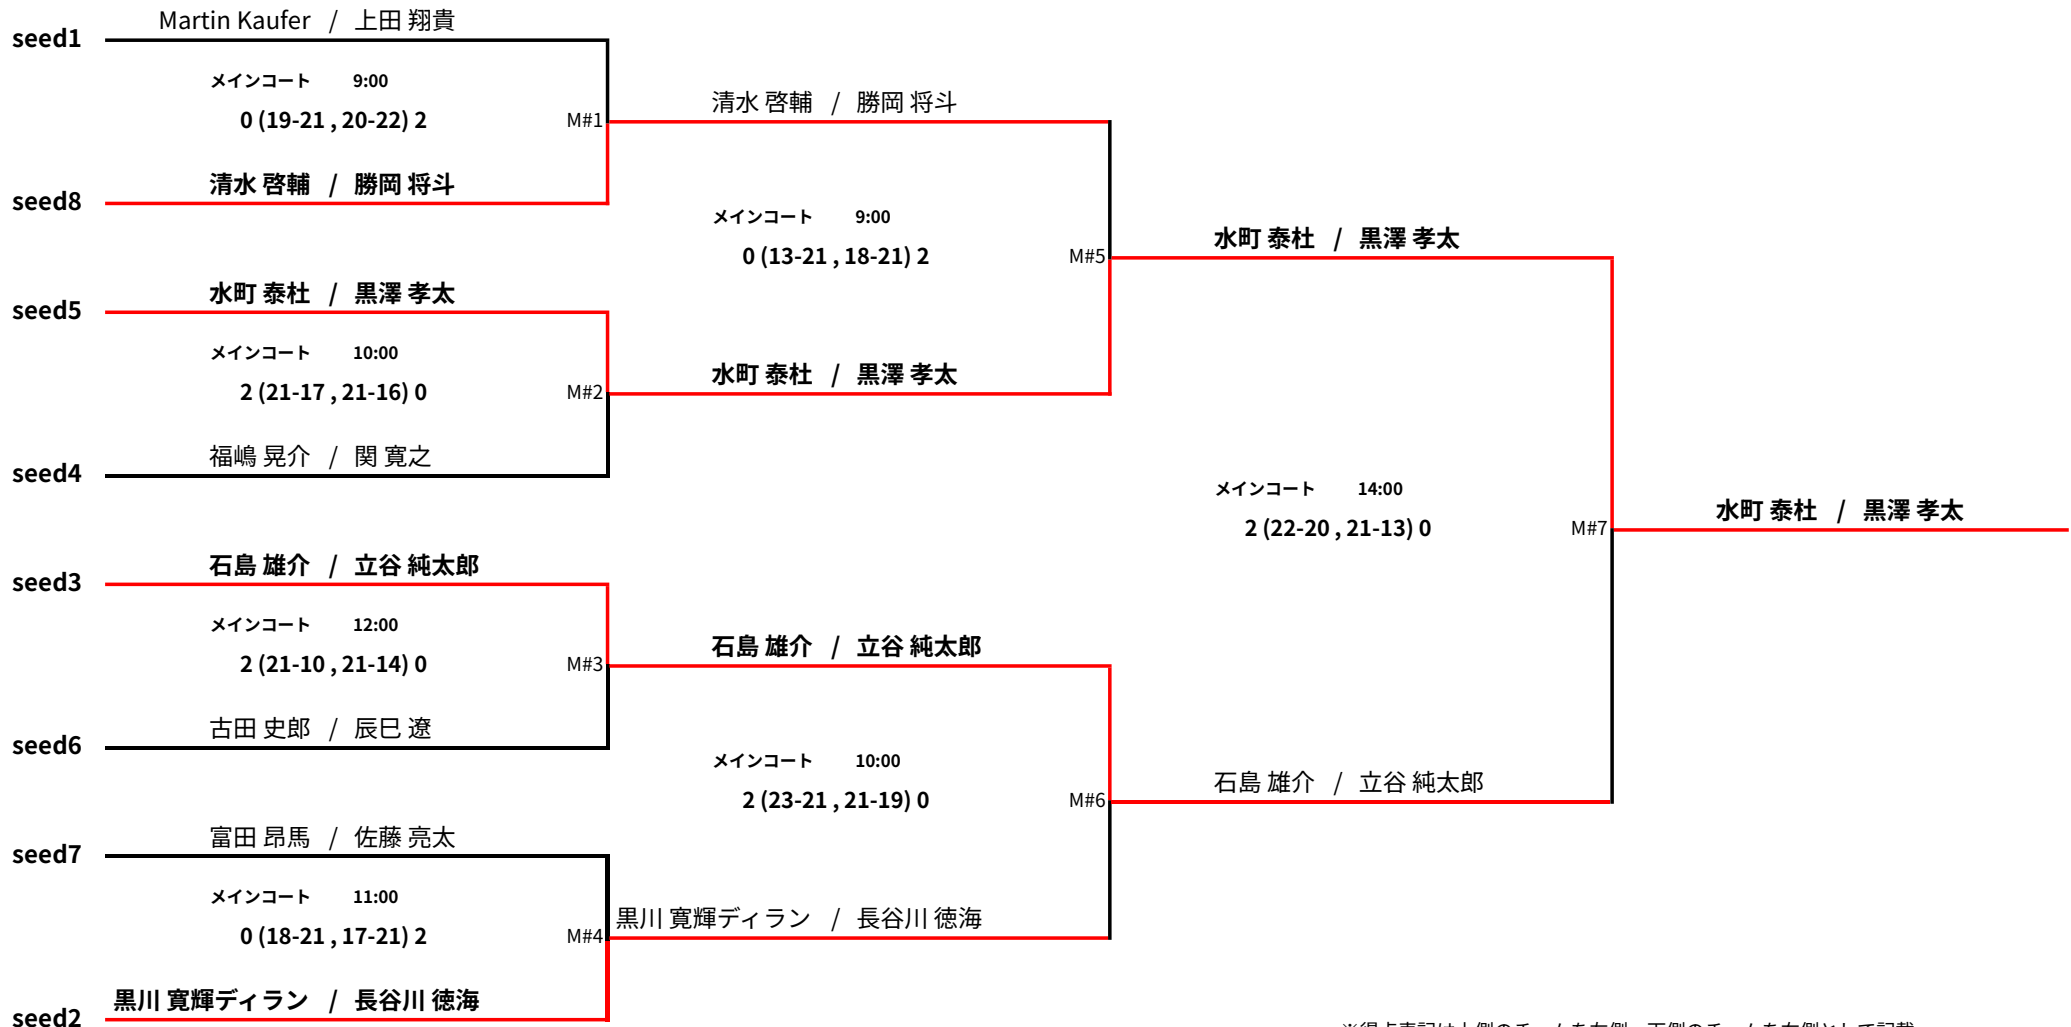 Martin Kaufer / 上田 翔貴
seed1
メインコート 9:00
0 (19-21 , 20-22) 2
M#1
清水 啓輔 / 勝岡 将斗
seed8
清水 啓輔 / 勝岡 将斗
メインコート 9:00
0 (13-21 , 18-21) 2
M#5
水町 泰杜 / 黒澤 孝太
seed5
メインコート 10:00
2 (21-17 , 21-16) 0
M#2
福嶋 晃介 / 関 寛之
seed4
水町 泰杜 / 黒澤 孝太
水町 泰杜 / 黒澤 孝太
メインコート 14:00
2 (22-20 , 21-13) 0
M#7
水町 泰杜 / 黒澤 孝太
石島 雄介 / 立谷 純太郎
seed3
メインコート 12:00
2 (21-10 , 21-14) 0
M#3
古田 史郎 / 辰巳 遼
seed6
石島 雄介 / 立谷 純太郎
メインコート 10:00
2 (23-21 , 21-19) 0
M#6
石島 雄介 / 立谷 純太郎
富田 昂馬 / 佐藤 亮太
seed7
メインコート 11:00
0 (18-21 , 17-21) 2
M#4
黒川 寛輝ディラン / 長谷川 徳海
黒川 寛輝ディラン / 長谷川 徳海
seed2